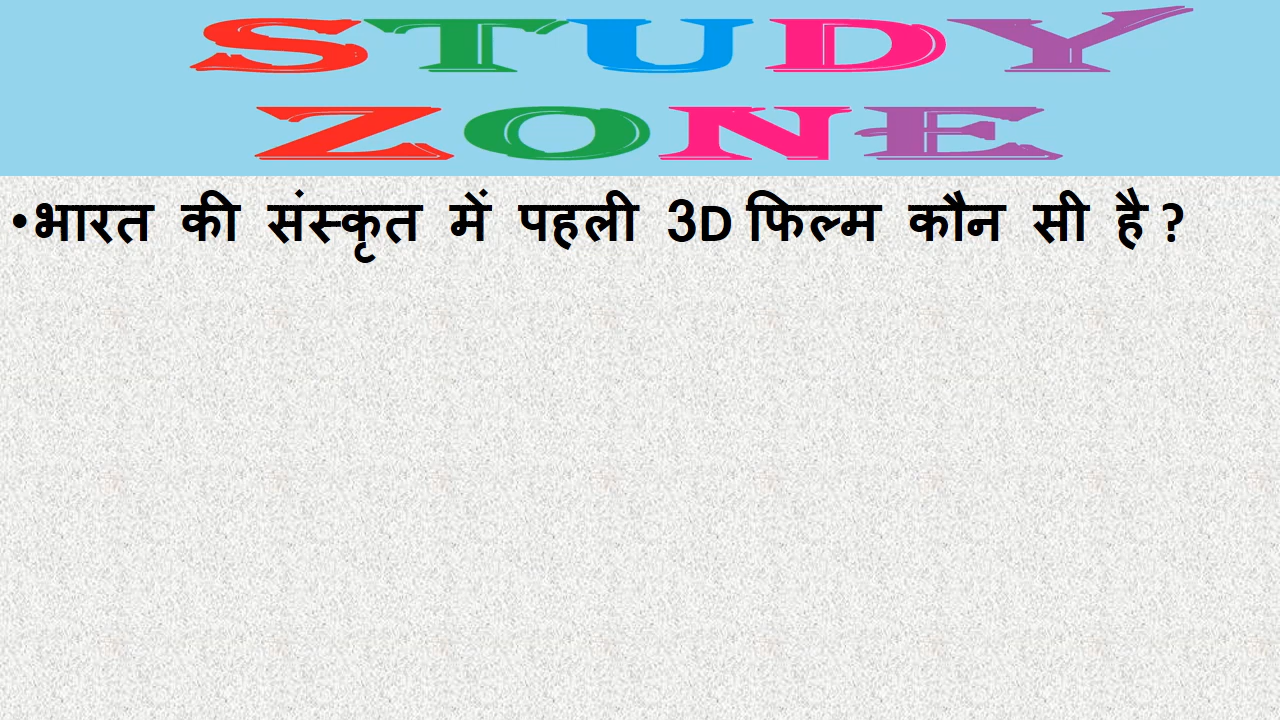 STUDY
ZONE
•भारत की संस्कृत में पहली 3D फिल्म कौन सी है ?